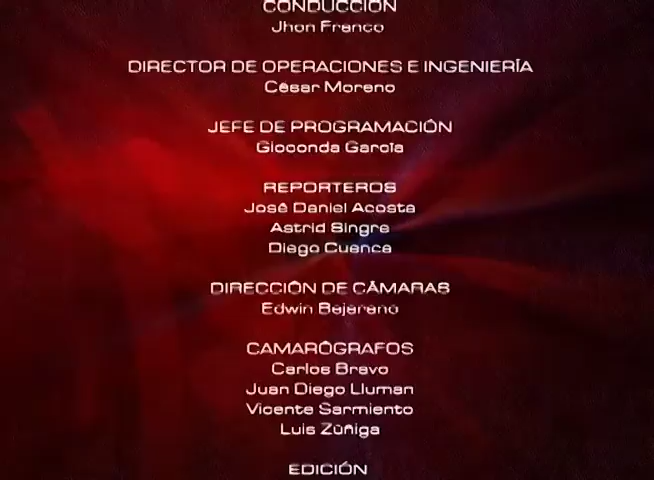 CONDUCCIÓN
Jhon Franco
DIRECTOR DE OPERACIONES E INGENIERÍA
César Moreno
JEFE DE PROGRAMACIÓN
Gioconda García
REPORTEROS
José Daniel Acosta
Astrid Singre
Diego Cuenca
DIRECCIÓN DE CÁMARAS
Edwin Bejarano
CAMARÓGRAFOS
Carlos Bravo
Juan Diego Lluman
Vicente Sarmiento
Luis Zúñiga
EDICIÓN